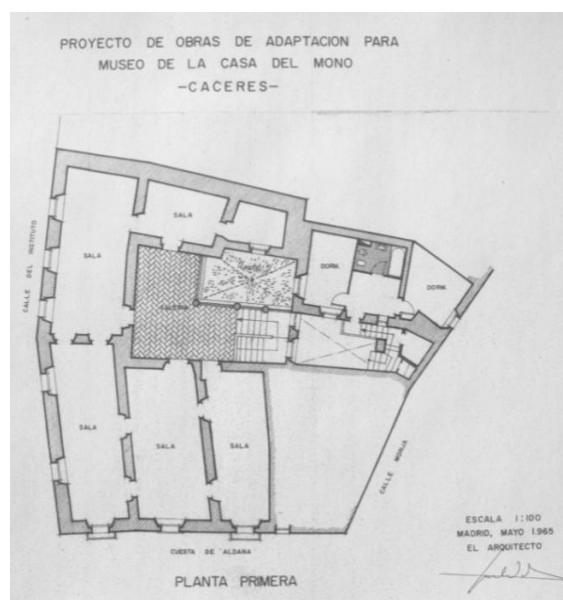 PROYECTO DE OBRAS DE ADAPTACION PARA
MUSEO DE LA CASA DEL MONO
-CACERES-
CALLE DEL INSTITUTO
SALA
SALA
DORM.
DORM.
GALERIA
SALA
SALA
SALA
CALLE MONJA
CUESTA DE ALDANA
ESCALA 1:100
MADRID, MAYO 1.965
EL ARQUITECTO
PLANTA PRIMERA